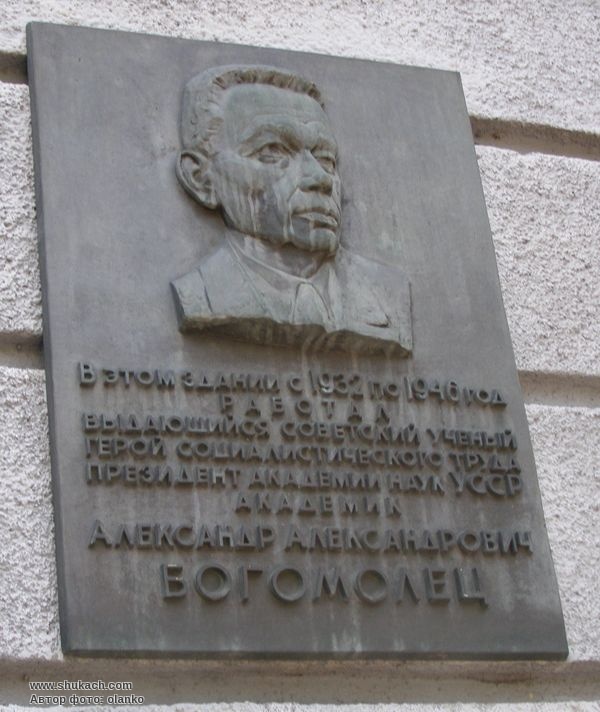 В ЭТОМ ЗДАНИИ С 1932 ПО 1946 ГОД
РАБОТАЛ
ВЫДАЮЩИЙСЯ СОВЕТСКИЙ УЧЕНЫЙ
ГЕРОЙ СОЦИАЛИСТИЧЕСКОГО ТРУДА
ПРЕЗИДЕНТ АКАДЕМИИ НАУК УССР
АКАДЕМИК
АЛЕКСАНДР АЛЕКСАНДРОВИЧ
БОГОМОЛЕЦ
www.shukach.com
Автор фото: olanko